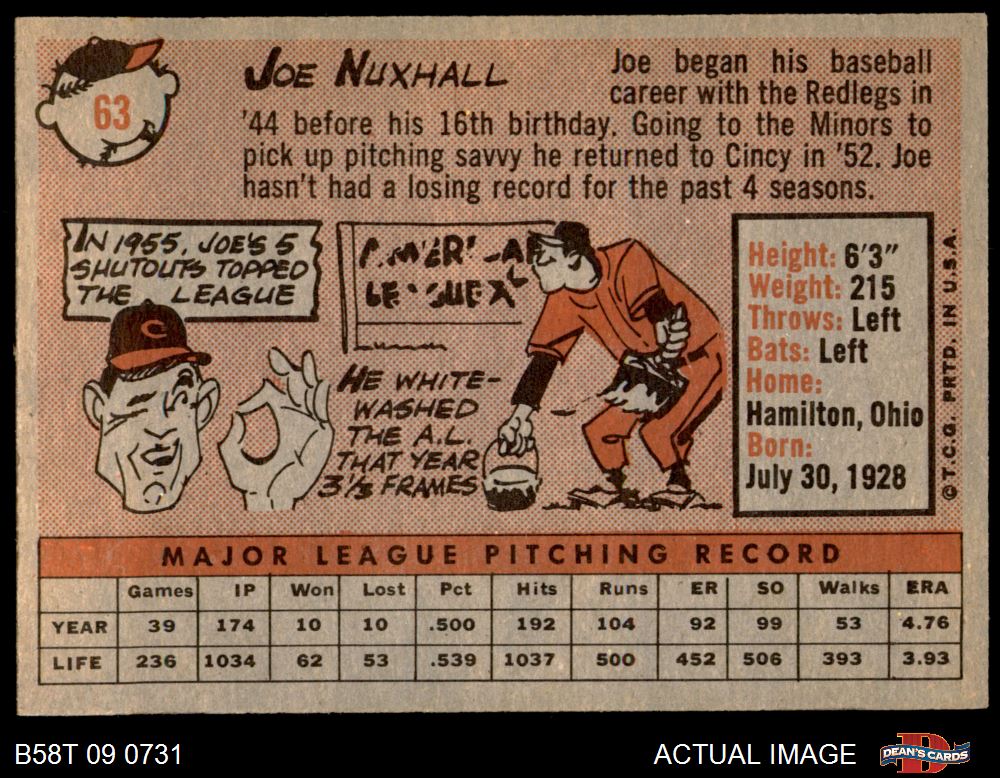 63
JOE NUXHALL
Joe began his baseball
career with the Redlegs in
'44 before his 16th birthday. Going to the Minors to
pick up pitching savvy he returned to Cincy in '52. Joe
hasn't had a losing record for the past 4 seasons.
IN 1955, JOE'S 5
SHUTOUTS TOPPED
THE LEAGUE
C
HE WHITE-
WASHED
THE A.L.
THAT YEAR
3⅓ FRAMES
Height: 6'3"
Weight: 215
Throws: Left
Bats: Left
Home:
Hamilton, Ohio
Born:
July 30, 1928
© T.C.G. PRTD. IN U.S.A.
MAJOR LEAGUE PITCHING RECORD
Games IP Won Lost Pct Hits Runs ER SO Walks ERA
YEAR 39 174 10 10 .500 192 104 92 99 53 4.76
LIFE 236 1034 62 53 .539 1037 500 452 506 393 3.93
B58T 09 0731 ACTUAL IMAGE DEAN'S CARDS